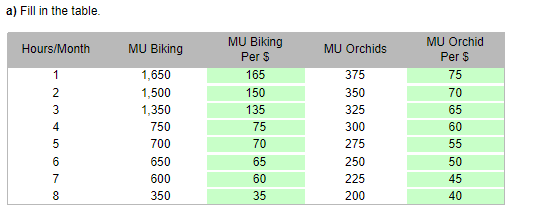 a) Fill in the table.
Hours/Month MU Biking MU Biking Per $ MU Orchids MU Orchid Per $
1 1,650 165 375 75
2 1,500 150 350 70
3 1,350 135 325 65
4 750 75 300 60
5 700 70 275 55
6 650 65 250 50
7 600 60 225 45
8 350 35 200 40